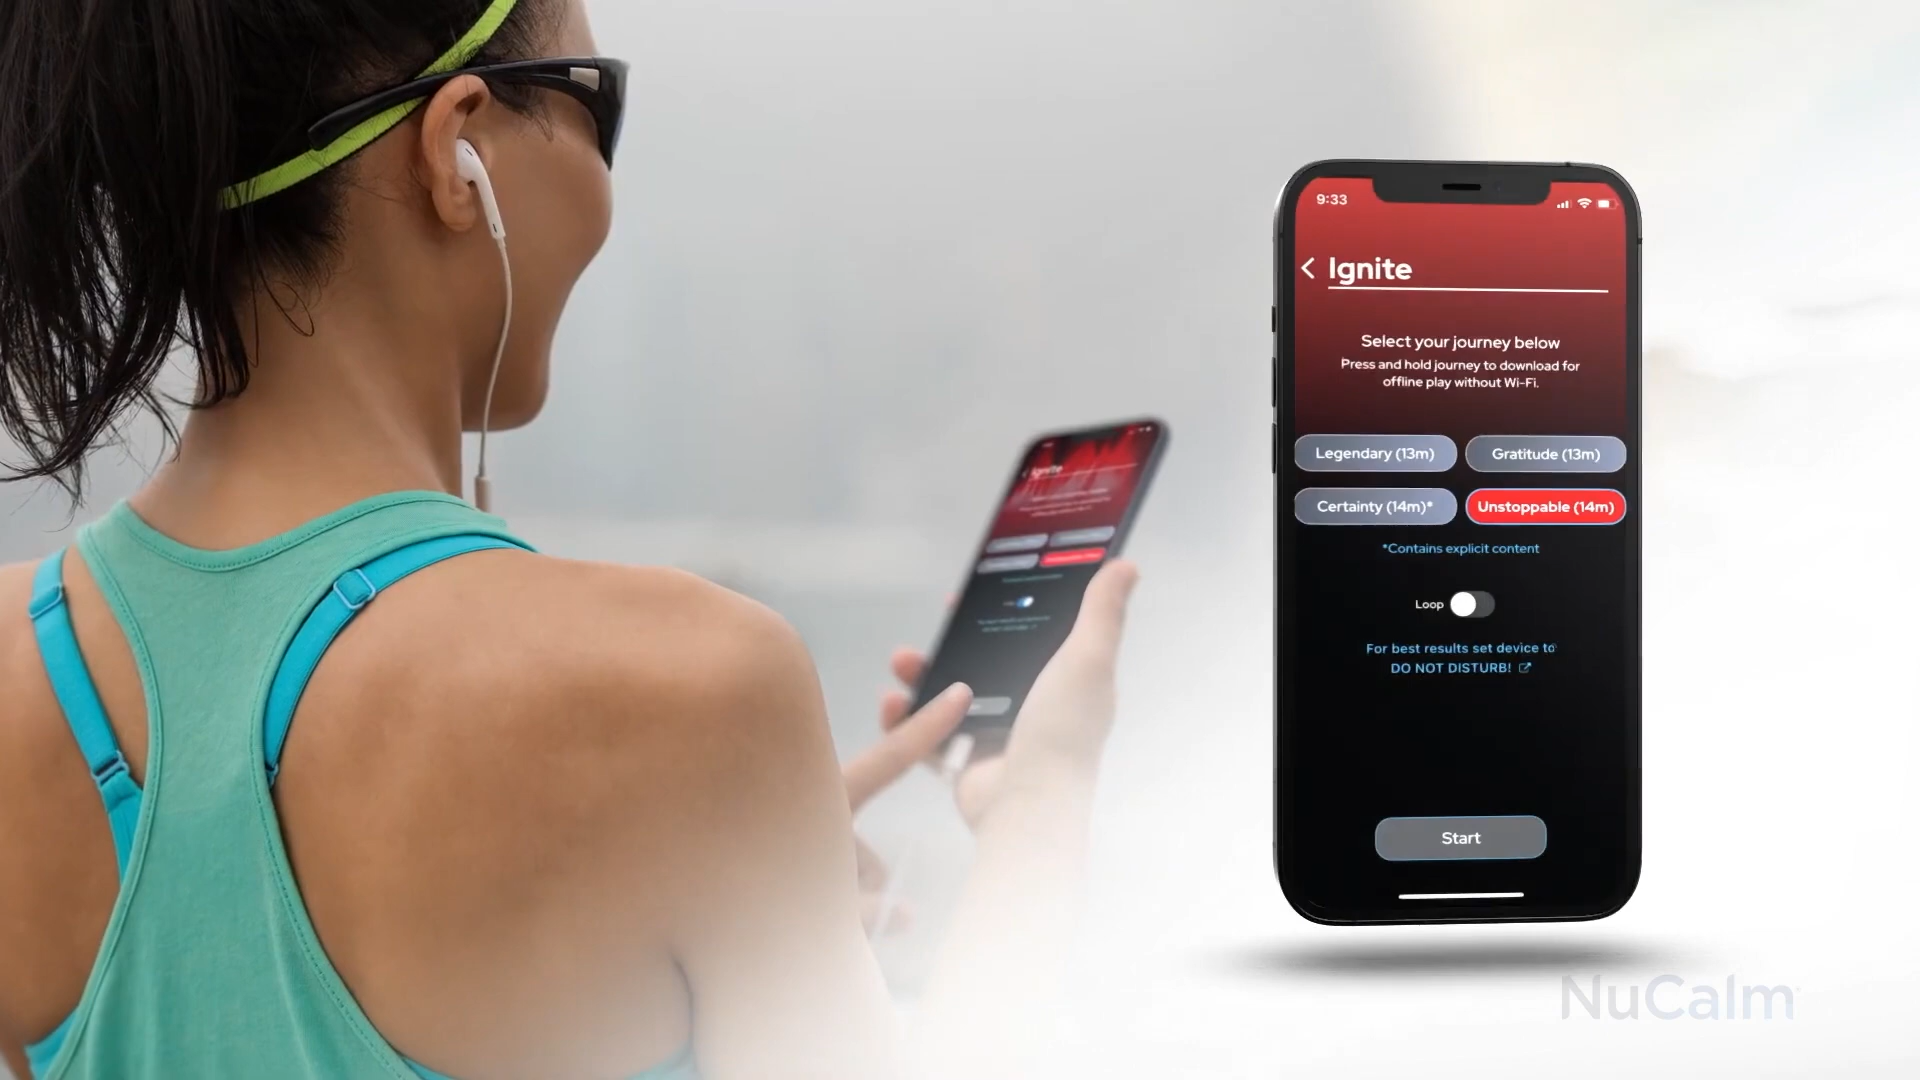 9:33
Ignite
Select your journey below
Press and hold journey to download for
offline play without Wi-Fi.
Legendary (13m)
Gratitude (13m)
Certainty (14m)*
Unstoppable (14m)
*Contains explicit content
Loop
For best results set device to
DO NOT DISTURB!
Start
NuCalm
Ignite